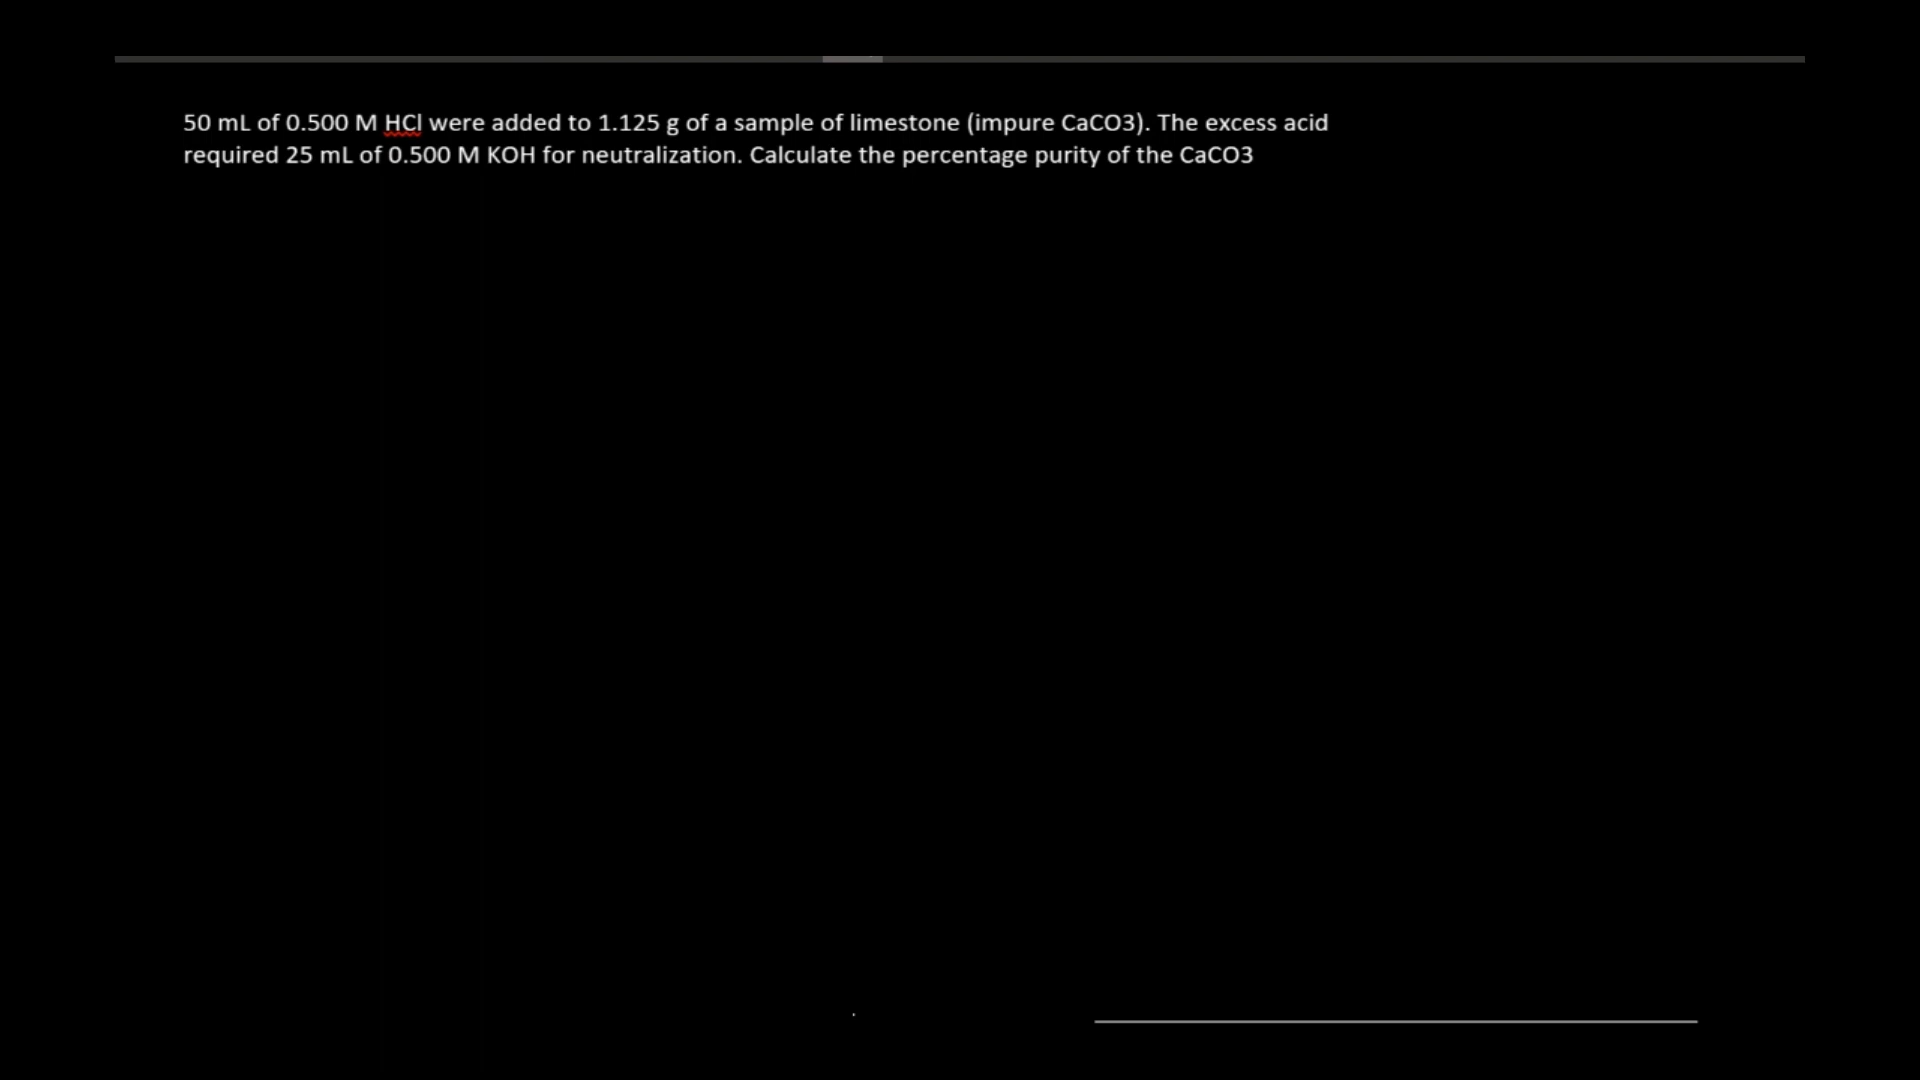 50 mL of 0.500 M HCl were added to 1.125 g of a sample of limestone (impure CaCO3). The excess acid
required 25 mL of 0.500 M KOH for neutralization. Calculate the percentage purity of the CaCO3